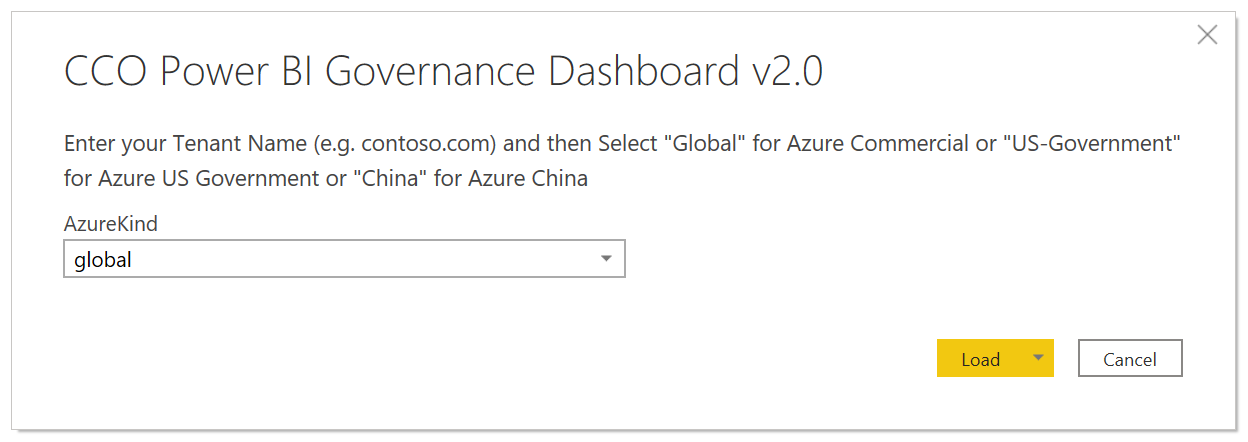 CCO Power BI Governance Dashboard v2.0
Enter your Tenant Name (e.g. contoso.com) and then Select "Global" for Azure Commercial or "US-Government"
for Azure US Government or "China" for Azure China
AzureKind
global
Load
Cancel